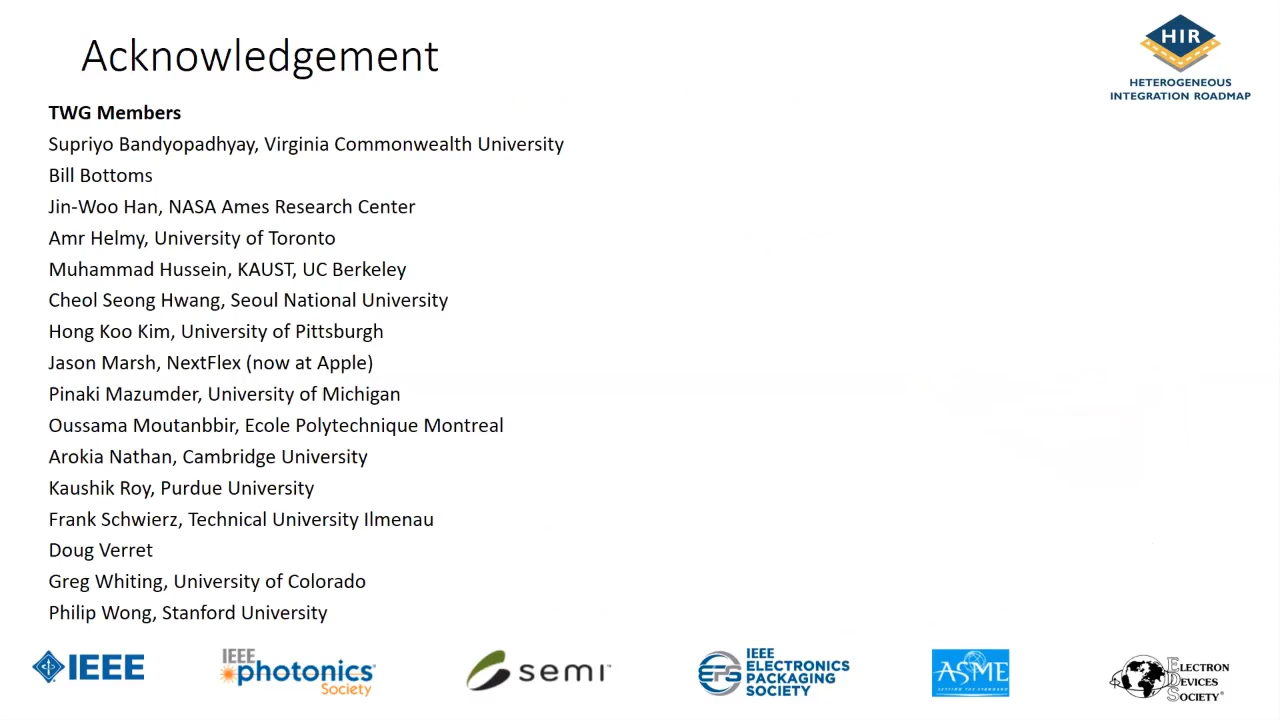 Acknowledgement
HIR
HETEROGENEOUS
INTEGRATION ROADMAP
TWG Members
Supriyo Bandyopadhyay, Virginia Commonwealth University
Bill Bottoms
Jin-Woo Han, NASA Ames Research Center
Amr Helmy, University of Toronto
Muhammad Hussein, KAUST, UC Berkeley
Cheol Seong Hwang, Seoul National University
Hong Koo Kim, University of Pittsburgh
Jason Marsh, NextFlex (now at Apple)
Pinaki Mazumder, University of Michigan
Oussama Moutanbbir, Ecole Polytechnique Montreal
Arokia Nathan, Cambridge University
Kaushik Roy, Purdue University
Frank Schwierz, Technical University Ilmenau
Doug Verret
Greg Whiting, University of Colorado
Philip Wong, Stanford University
IEEE
IEEE
photonics
Society
semi
EPS
IEEE
ELECTRONICS
PACKAGING
SOCIETY
ASME
SETTING THE STANDARD
ELECTRON
DEVICES
SOCIETY®